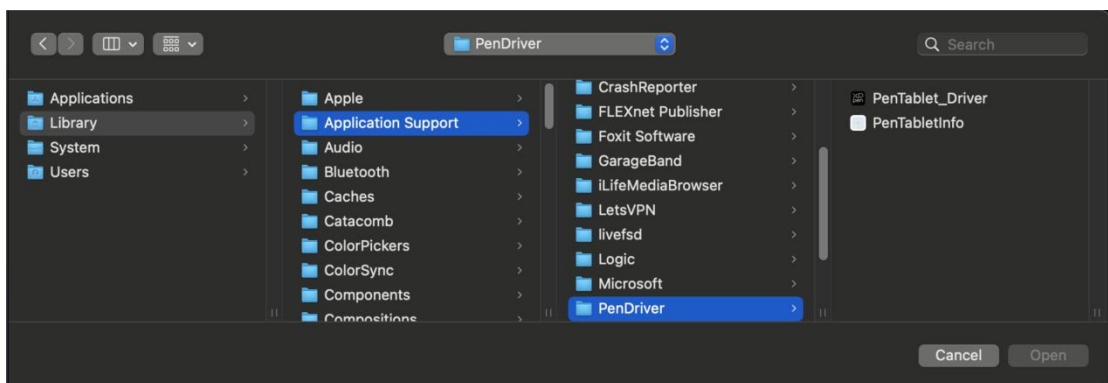 PenDriver
Search
Applications
Library
System
Users
Apple
Application Support
Audio
Bluetooth
Caches
Catacomb
ColorPickers
ColorSync
Components
Compositions
CrashReporter
FLEXnet Publisher
Foxit Software
GarageBand
iLifeMediaBrowser
LetsVPN
livefsd
Logic
Microsoft
PenDriver
PenTablet_Driver
PenTabletInfo
Cancel
Open